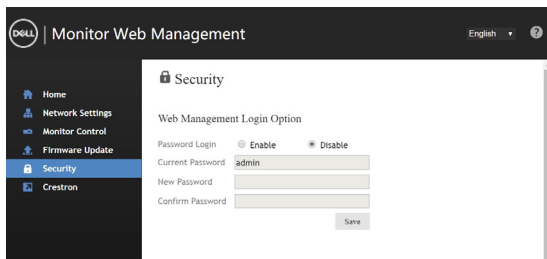 DELL | Monitor Web Management
English
?
Home
Network Settings
Monitor Control
Firmware Update
Security
Crestron
Security
Web Management Login Option
Password Login Enable Disable
Current Password admin
New Password
Confirm Password
Save